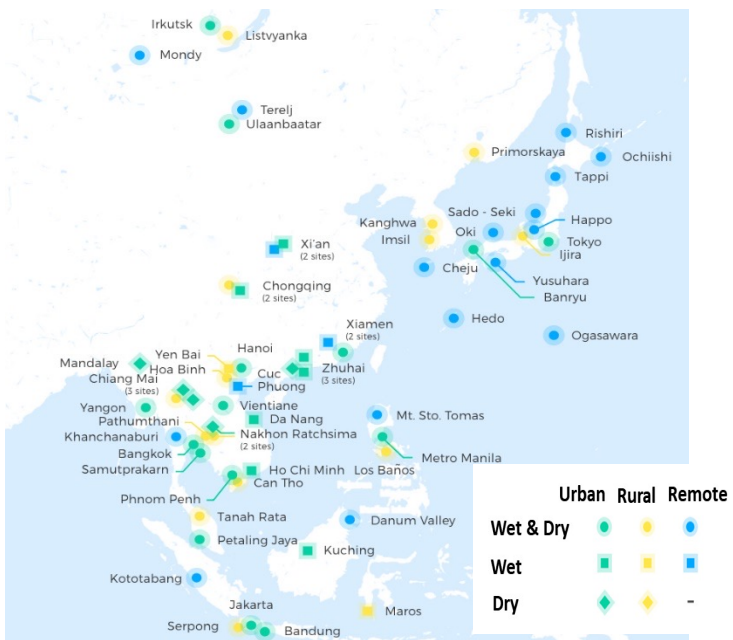 Irkutsk
Listvyanka
Mondy
Terelj
Ulaanbaatar
Rishiri
Primorskaya
Ochiishi
Tappi
Kanghwa
Sado - Seki
Happo
Imsil
Oki
Tokyo
Ijira
Xi'an
(2 sites)
Cheju
Yusuhara
Banryu
Chongqing
(2 sites)
Hedo
Ogasawara
Xiamen
(2 sites)
Yen Bai
Hanoi
Mandalay
Hoa Binh
Cuc
Phuong
Zhuhai
(3 sites)
Chiang Mai
(3 sites)
Yangon
Vientiane
Pathumthani
Da Nang
Mt. Sto. Tomas
Khanchanaburi
Nakhon Ratchsima
(2 sites)
Bangkok
Metro Manila
Samutprakarn
Ho Chi Minh
Los Baños
Phnom Penh
Can Tho
Tanah Rata
Danum Valley
Petaling Jaya
Kuching
Kototabang
Jakarta
Maros
Serpong
Bandung
Urban Rural Remote
Wet & Dry
Wet
Dry -